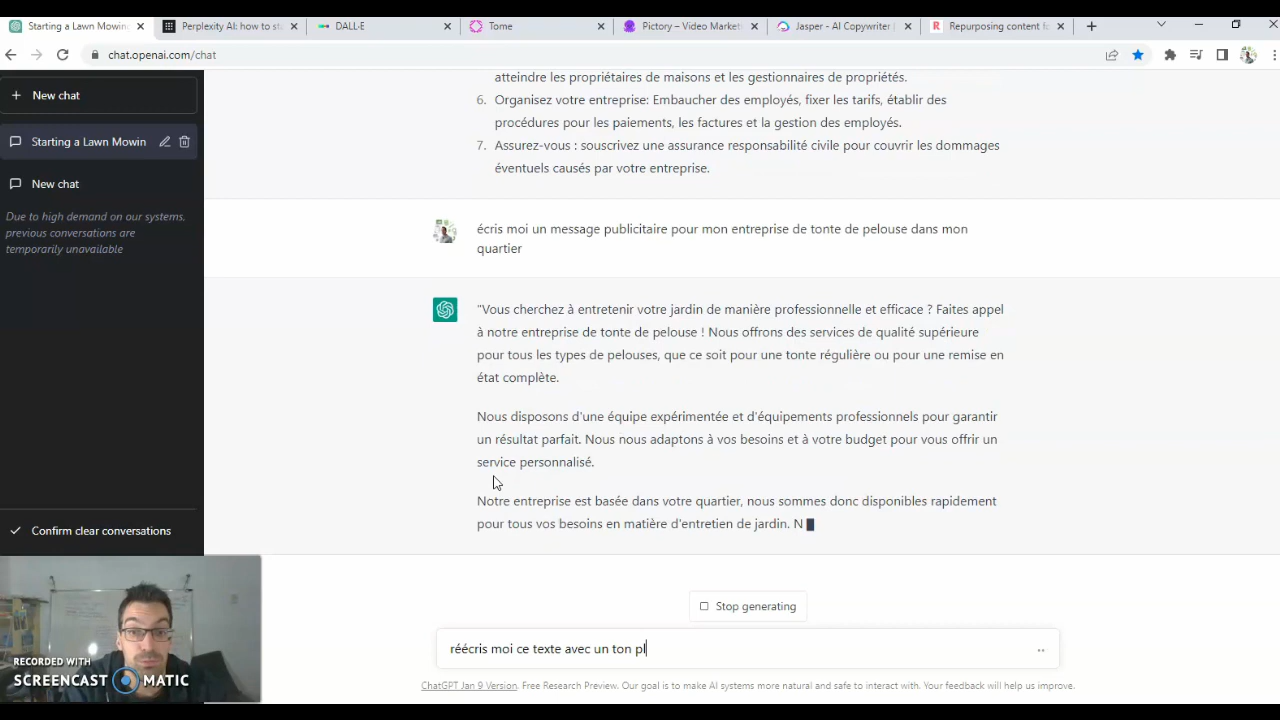 Starting a Lawn Mowin
Perplexity AI: how to st
DALL·E
Tome
Pictory – Video Market
Jasper - AI Copywriter |
Repurposing content fo
chat.openai.com/chat
New chat
Starting a Lawn Mowin
New chat
Due to high demand on our systems,
previous conversations are
temporarily unavailable
Confirm clear conversations
atteindre les propriétaires de maisons et les gestionnaires de propriétés.
6. Organisez votre entreprise: Embaucher des employés, fixer les tarifs, établir des
procédures pour les paiements, les factures et la gestion des employés.
7. Assurez-vous : souscrivez une assurance responsabilité civile pour couvrir les dommages
éventuels causés par votre entreprise.
écris moi un message publicitaire pour mon entreprise de tonte de pelouse dans mon
quartier
"Vous cherchez à entretenir votre jardin de manière professionnelle et efficace ? Faites appel
à notre entreprise de tonte de pelouse ! Nous offrons des services de qualité supérieure
pour tous les types de pelouses, que ce soit pour une tonte régulière ou pour une remise en
état complète.
Nous disposons d'une équipe expérimentée et d'équipements professionnels pour garantir
un résultat parfait. Nous nous adaptons à vos besoins et à votre budget pour vous offrir un
service personnalisé.
Notre entreprise est basée dans votre quartier, nous sommes donc disponibles rapidement
pour tous vos besoins en matière d'entretien de jardin. N
Stop generating
réécris moi ce texte avec un ton pl
ChatGPT Jan 9 Version. Free Research Preview. Our goal is to make AI systems more natural and safe to interact with. Your feedback will help us improve.
RECORDED WITH
SCREENCAST MATIC